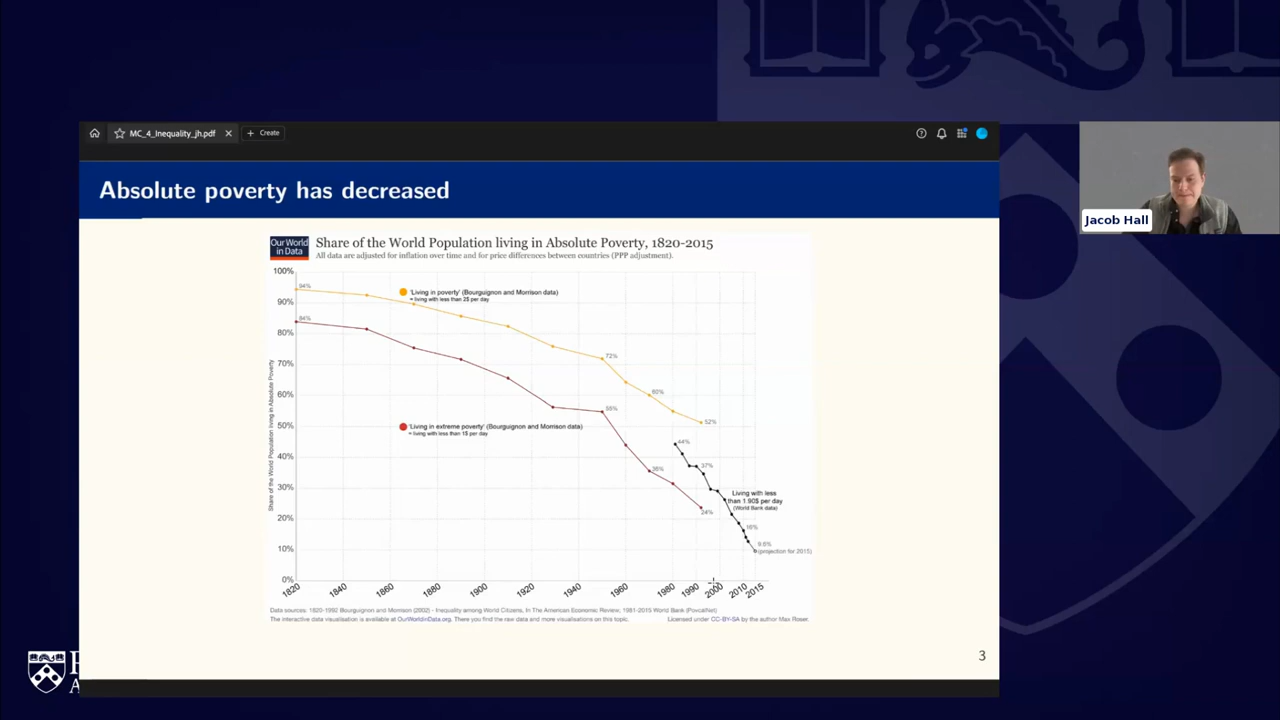 MC_4_Inequality_jh.pdf
Create
Absolute poverty has decreased
Our World
in Data
Share of the World Population living in Absolute Poverty, 1820-2015
All data are adjusted for inflation over time and for price differences between countries (PPP adjustment).
Share of the World Population living in Absolute Poverty
100%
90%
80%
70%
60%
50%
40%
30%
20%
10%
0%
94%
84%
'Living in poverty' (Bourguignon and Morrison data)
= living with less than 2$ per day
72%
60%
52%
55%
'Living in extreme poverty' (Bourguignon and Morrison data)
= living with less than 1$ per day
24%
44%
37%
Living with less
than 1.90$ per day
(World Bank data)
16%
9.6%
(projection for 2015)
1820
1840
1860
1880
1900
1920
1940
1960
1980
1990
2000
2010
2015
Data sources: 1820-1992 Bourguignon and Morrison (2002) - Inequality among World Citizens, In The American Economic Review; 1981-2015 World Bank (PovcalNet)
The interactive data visualisation is available at OurWorldinData.org. There you find the raw data and more visualisations on this topic.
Licensed under CC-BY-SA by the author Max Roser.
3
Jacob Hall